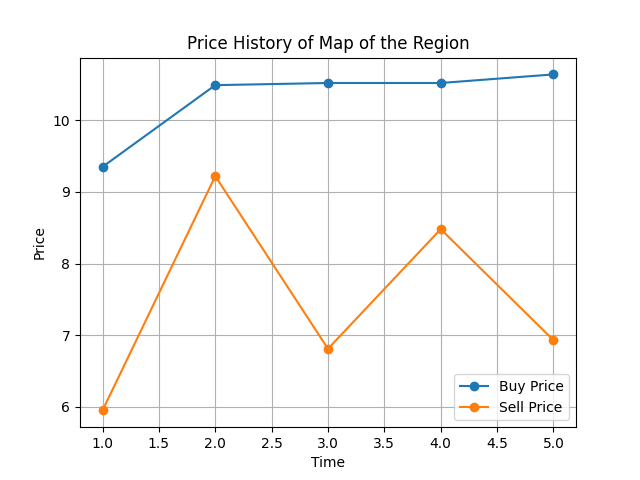 Price History of Map of the Region
Price
10
9
8
7
6
1.0 1.5 2.0 2.5 3.0 3.5 4.0 4.5 5.0
Time
Buy Price
Sell Price